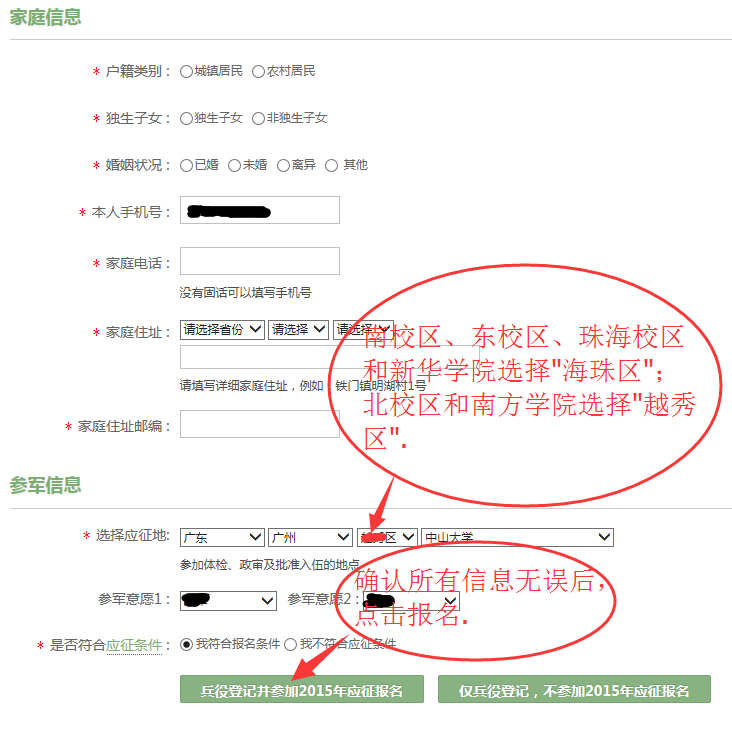 家庭信息
* 户籍类别： 城镇居民 农村居民
* 独生子女： 独生子女 非独生子女
* 婚姻状况： 已婚 未婚 离异 其他
* 本人手机号：
* 家庭电话：
没有固话可以填写手机号
* 家庭住址： 请选择省份 请选择 请选择
请填写详细家庭住址，例如：铁门镇明湖村1号
* 家庭住址邮编：
南校区、东校区、珠海校区
和新华学院选择"海珠区"；
北校区和南方学院选择"越秀
区".
参军信息
* 选择应征地: 广东 广州 区 中山大学
参加体检、政审及批准入伍的地点
确认所有信息无误后，
点击报名.
参军意愿1： 参军意愿2：
* 是否符合应征条件： 我符合报名条件 我不符合应征条件
兵役登记并参加2015年应征报名 仅兵役登记，不参加2015年应征报名